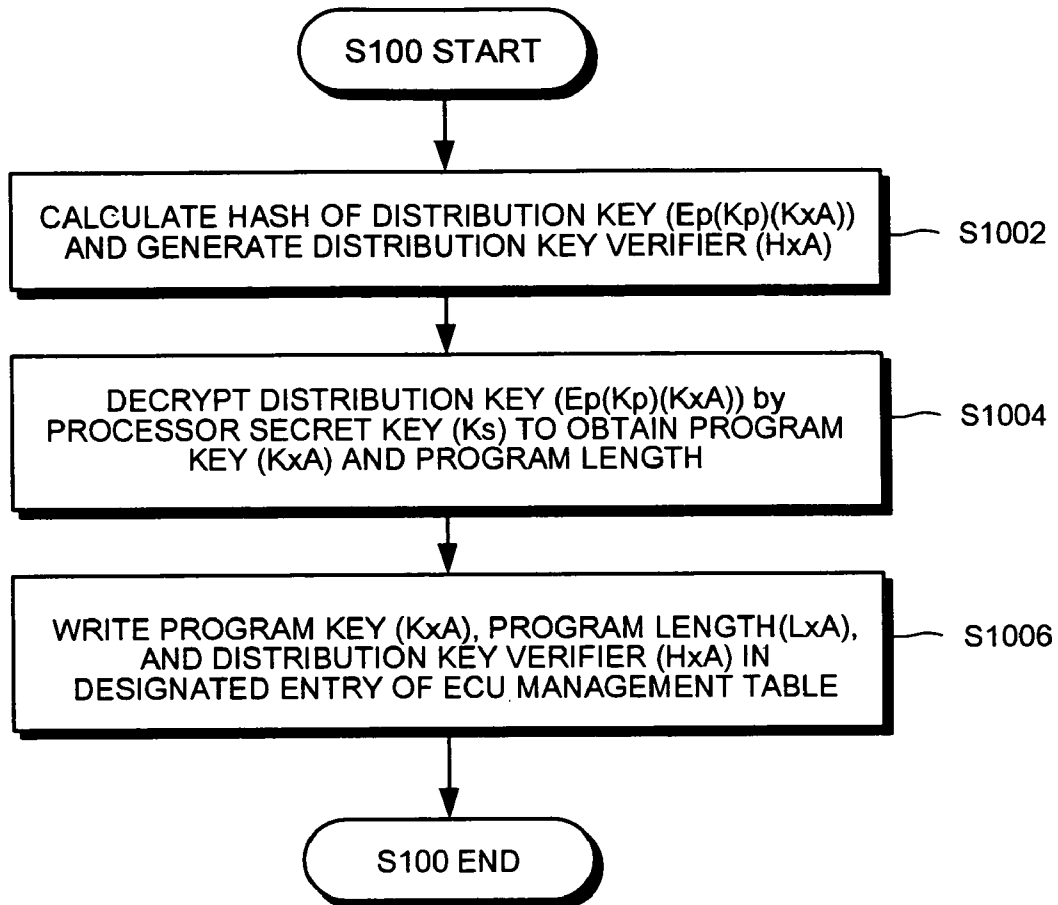 S100 START
CALCULATE HASH OF DISTRIBUTION KEY (Ep(Kp)(KxA))
AND GENERATE DISTRIBUTION KEY VERIFIER (HxA)
S1002
DECRYPT DISTRIBUTION KEY (Ep(Kp)(KxA)) by
PROCESSOR SECRET KEY (Ks) TO OBTAIN PROGRAM
KEY (KxA) AND PROGRAM LENGTH
S1004
WRITE PROGRAM KEY (KxA), PROGRAM LENGTH(LxA),
AND DISTRIBUTION KEY VERIFIER (HxA) IN
DESIGNATED ENTRY OF ECU MANAGEMENT TABLE
S1006
S100 END